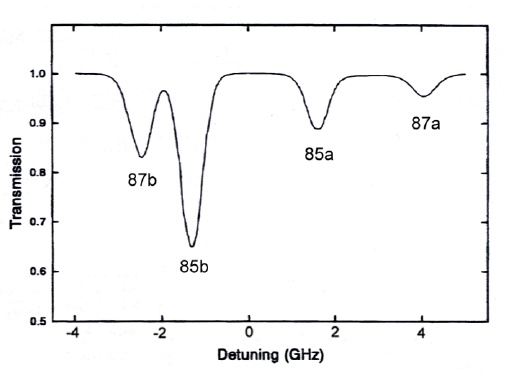 1.0
0.9
0.8
0.7
0.6
0.5
Transmission
87b
85b
85a
87a
-4
-2
0
2
4
Detuning (GHz)